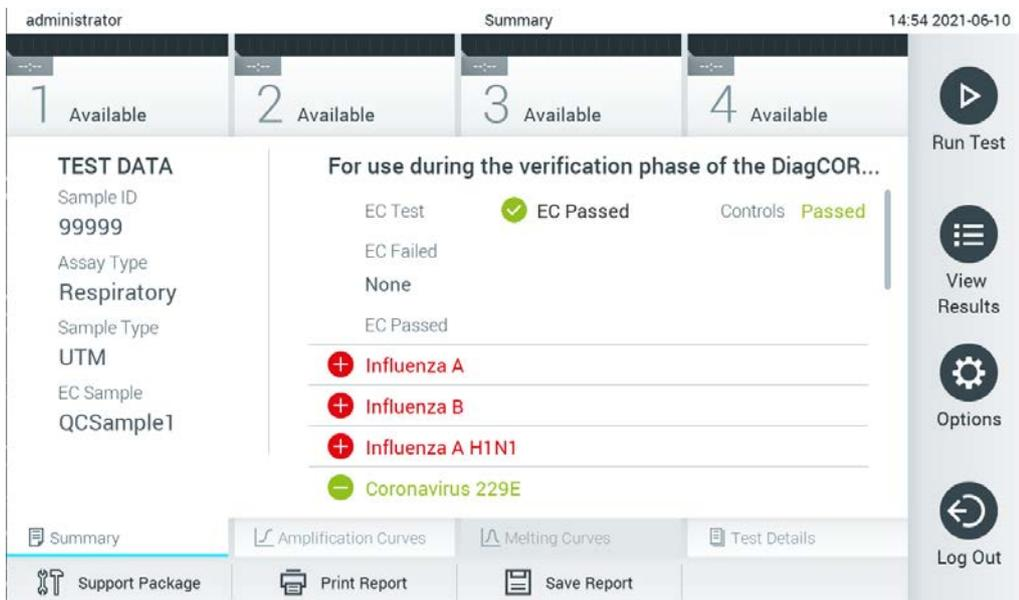 administrator
Summary
14:54 2021-06-10
--:--
1 Available
--:--
2 Available
--:--
3 Available
--:--
4 Available
Run Test
View
Results
Options
Log Out
TEST DATA
Sample ID
99999
Assay Type
Respiratory
Sample Type
UTM
EC Sample
QCSample1
For use during the verification phase of the DiagCOR...
EC Test EC Passed Controls Passed
EC Failed
None
EC Passed
Influenza A
Influenza B
Influenza A H1N1
Coronavirus 229E
Summary
Amplification Curves
Melting Curves
Test Details
Support Package
Print Report
Save Report